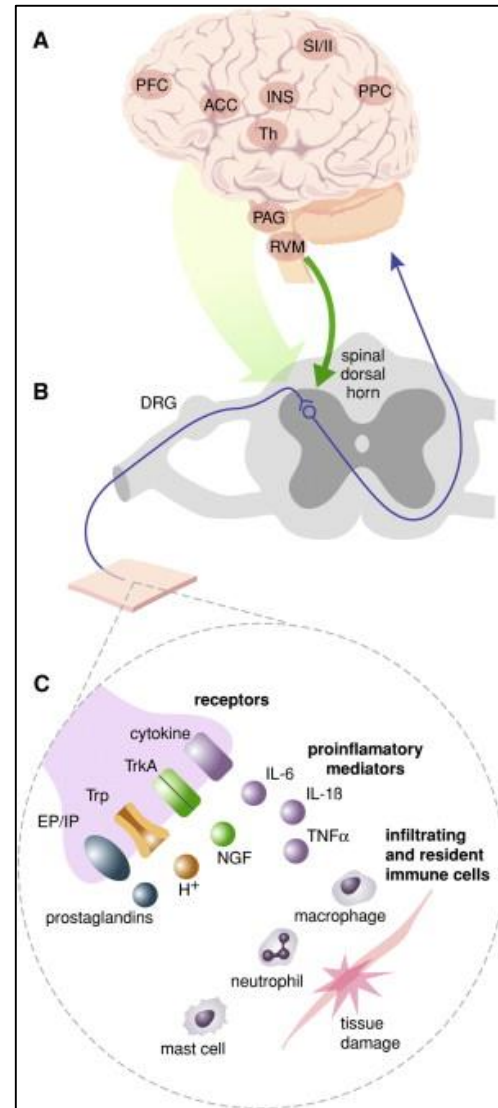 A
SI/II
PFC
ACC
INS
PPC
Th
PAG
RVM
B
spinal
dorsal
horn
DRG
C
receptors
cytokine
proinflamatory
mediators
TrkA
IL-6
Trp
IL-1ß
EP/IP
TNFα
infiltrating
and resident
immune cells
NGF
H+
prostaglandins
macrophage
neutrophil
tissue
damage
mast cell